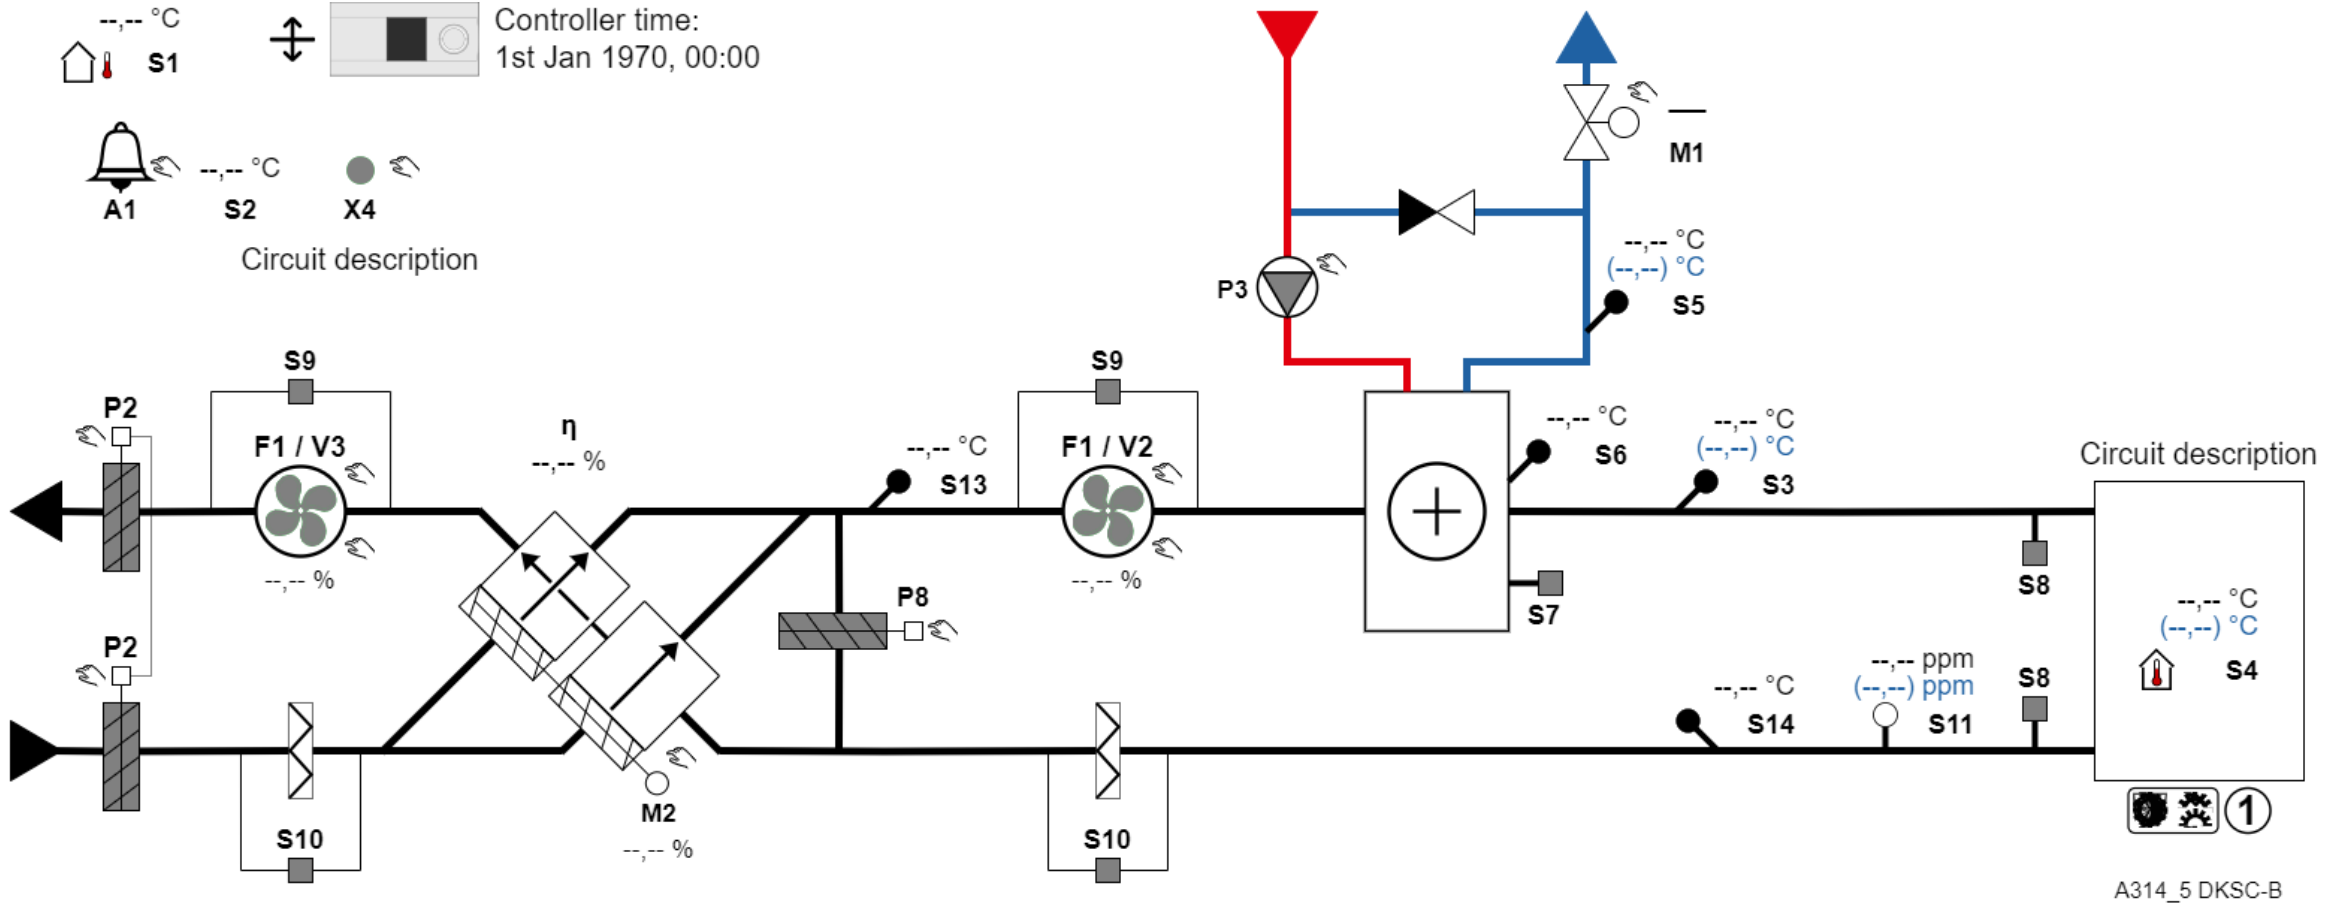 --,-- °C
S1
Controller time:
1st Jan 1970, 00:00
A1
--,-- °C
S2
X4
Circuit description
M1
--,-- °C
(--,--) °C
S5
P3
S9
S9
P2
F1 / V3
η
--,-- %
--,-- °C
S13
F1 / V2
--,-- °C
S6
--,-- °C
(--,--) °C
S3
Circuit description
--,-- %
--,-- %
P8
S7
S8
--,-- °C
(--,--) °C
S4
P2
--,-- °C
S14
--,-- ppm
(--,--) ppm
S11
S8
M2
--,-- %
S10
S10
1
A314_5 DKSC-B